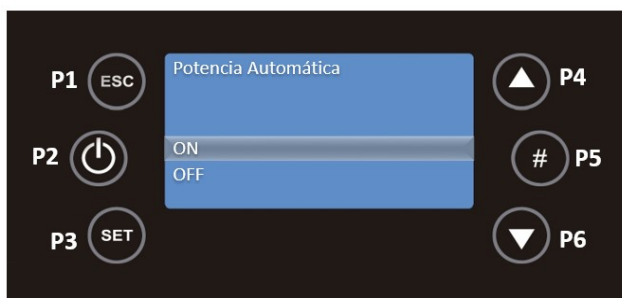 P1 ESC
Potencia Automática
P4
P2
ON
# P5
OFF
P3 SET
P6